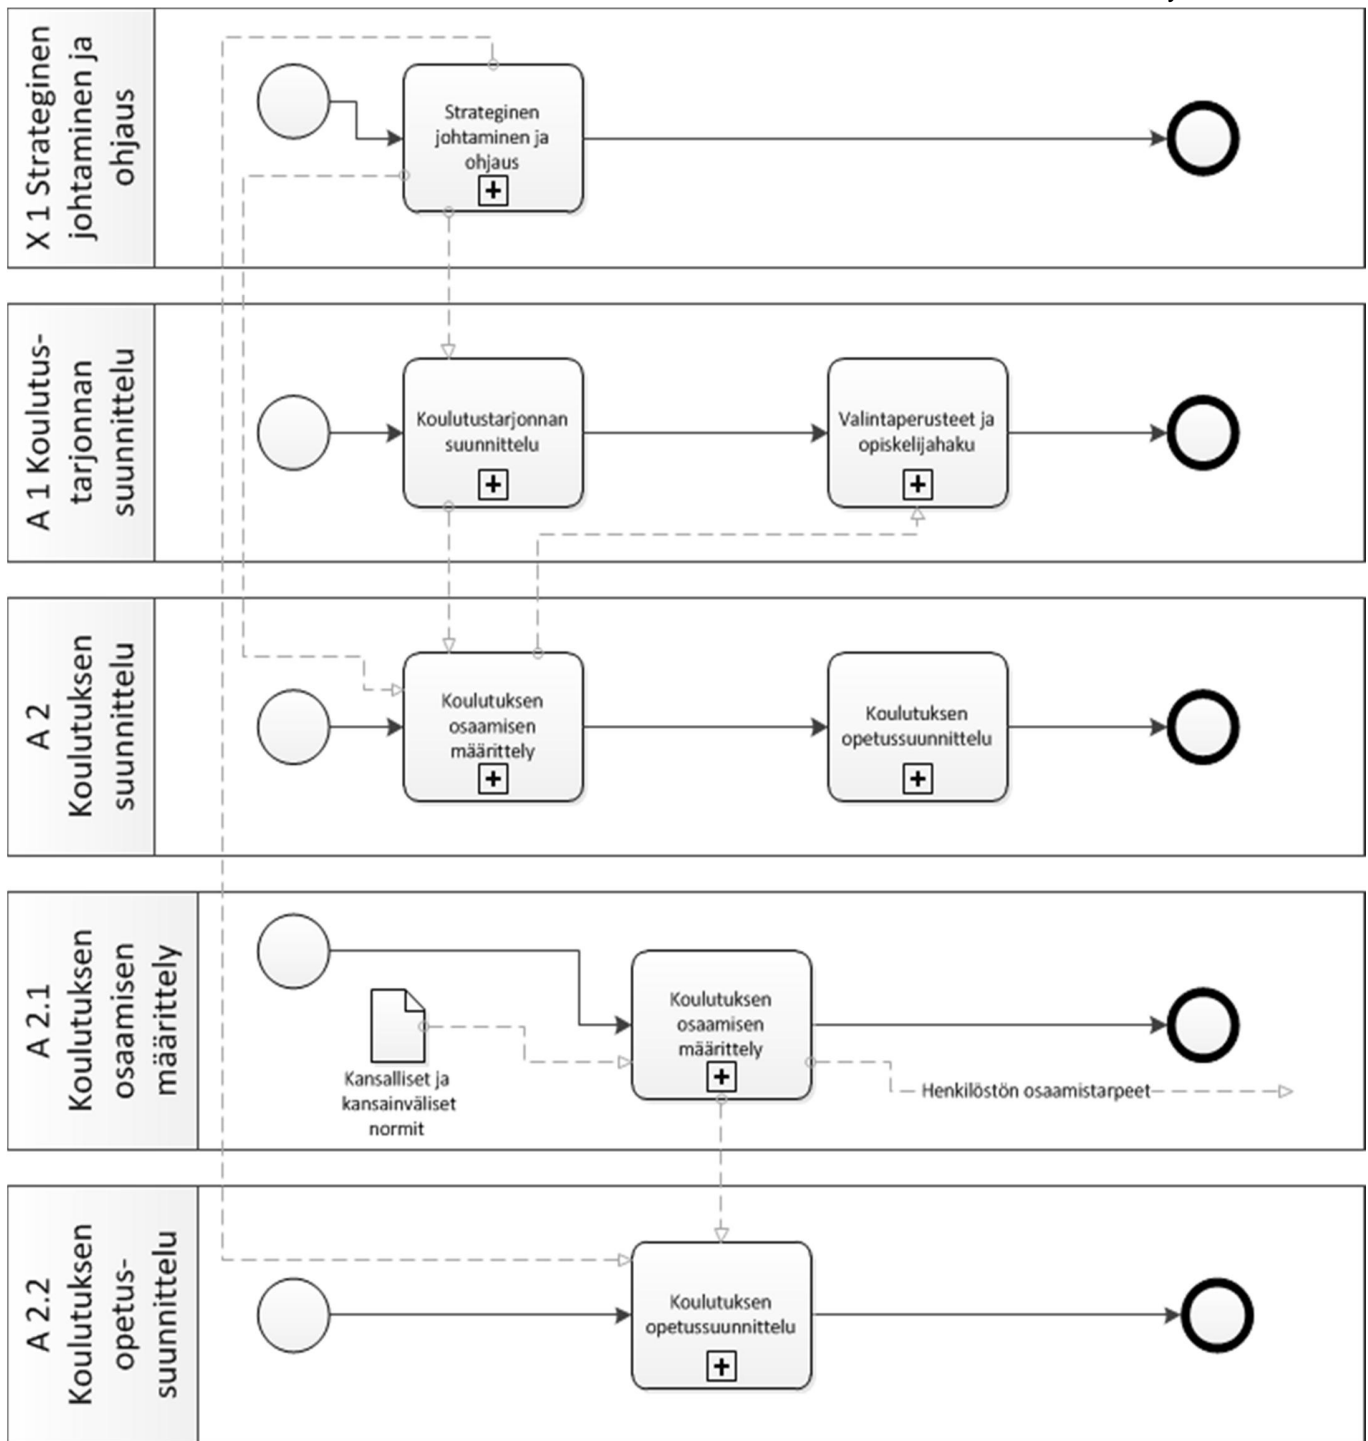 X 1 Strateginen
johtaminen ja
ohjaus
Strateginen
johtaminen ja
ohjaus
A 1 Koulutus-
tarjonnan
suunnittelu
Koulutustarjonnan
suunnittelu
Valintaperusteet ja
opiskelijahaku
A 2
Koulutuksen
suunnittelu
Koulutuksen
osaamisen
määrittely
Koulutuksen
opetussuunnittelu
A 2.1
Koulutuksen
osaamisen
määrittely
Kansalliset ja
kansainväliset
normit
Koulutuksen
osaamisen
määrittely
Henkilöstön osaamistarpeet
A 2.2
Koulutuksen
opetus-
suunnittelu
Koulutuksen
opetussuunnittelu